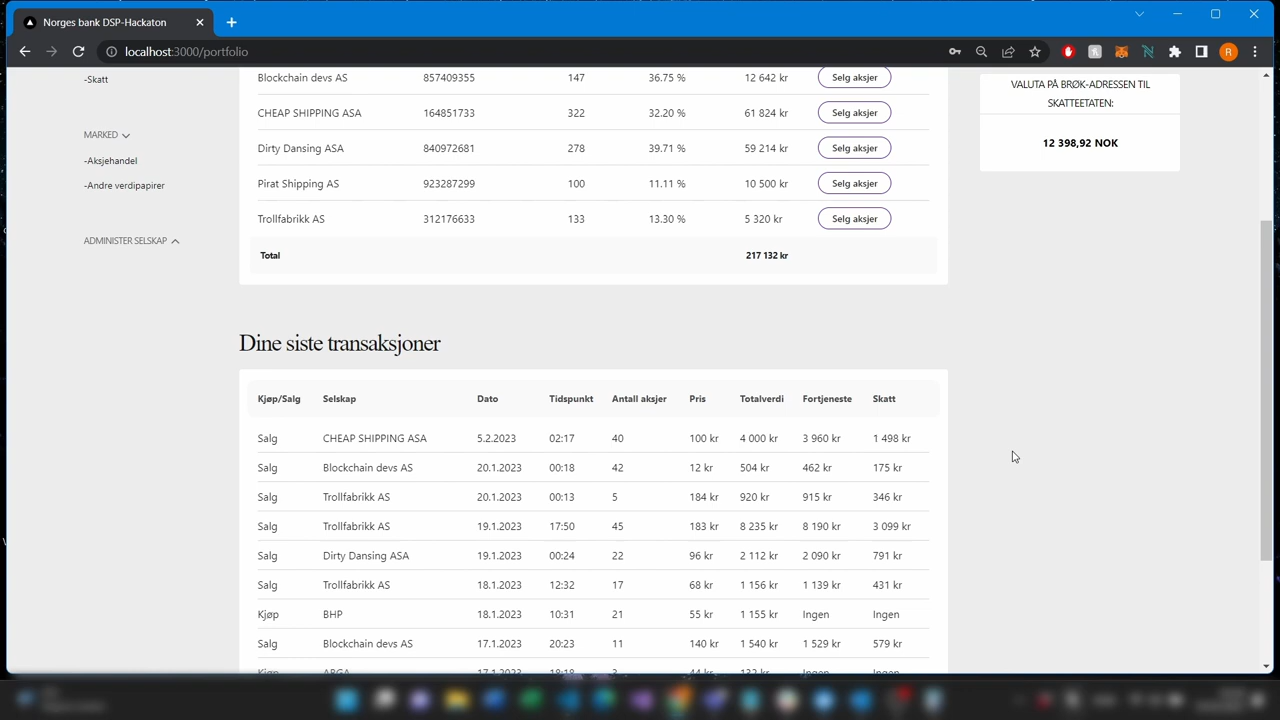 Norges bank DSP-Hackaton
localhost:3000/portfolio
R
-Skatt
MARKED
-Aksjehandel
-Andre verdipapirer
ADMINISTER SELSKAP
Blockchain devs AS 857409355 147 36.75 % 12 642 kr Selg aksjer
CHEAP SHIPPING ASA 164851733 322 32.20 % 61 824 kr Selg aksjer
Dirty Dansing ASA 840972681 278 39.71 % 59 214 kr Selg aksjer
Pirat Shipping AS 923287299 100 11.11 % 10 500 kr Selg aksjer
Trollfabrikk AS 312176633 133 13.30 % 5 320 kr Selg aksjer
Total 217 132 kr
VALUTA PÅ BRØK-ADRESSEN TIL
SKATTEETATEN:
12 398,92 NOK
Dine siste transaksjoner
Kjøp/Salg Selskap Dato Tidspunkt Antall aksjer Pris Totalverdi Fortjeneste Skatt
Salg CHEAP SHIPPING ASA 5.2.2023 02:17 40 100 kr 4 000 kr 3 960 kr 1 498 kr
Salg Blockchain devs AS 20.1.2023 00:18 42 12 kr 504 kr 462 kr 175 kr
Salg Trollfabrikk AS 20.1.2023 00:13 5 184 kr 920 kr 915 kr 346 kr
Salg Trollfabrikk AS 19.1.2023 17:50 45 183 kr 8 235 kr 8 190 kr 3 099 kr
Salg Dirty Dansing ASA 19.1.2023 00:24 22 96 kr 2 112 kr 2 090 kr 791 kr
Salg Trollfabrikk AS 18.1.2023 12:32 17 68 kr 1 156 kr 1 139 kr 431 kr
Kjøp BHP 18.1.2023 10:31 21 55 kr 1 155 kr Ingen Ingen
Salg Blockchain devs AS 17.1.2023 20:23 11 140 kr 1 540 kr 1 529 kr 579 kr
Kjøp 17.1.2023 18:18 44 kr 132 kr Ingen Ingen